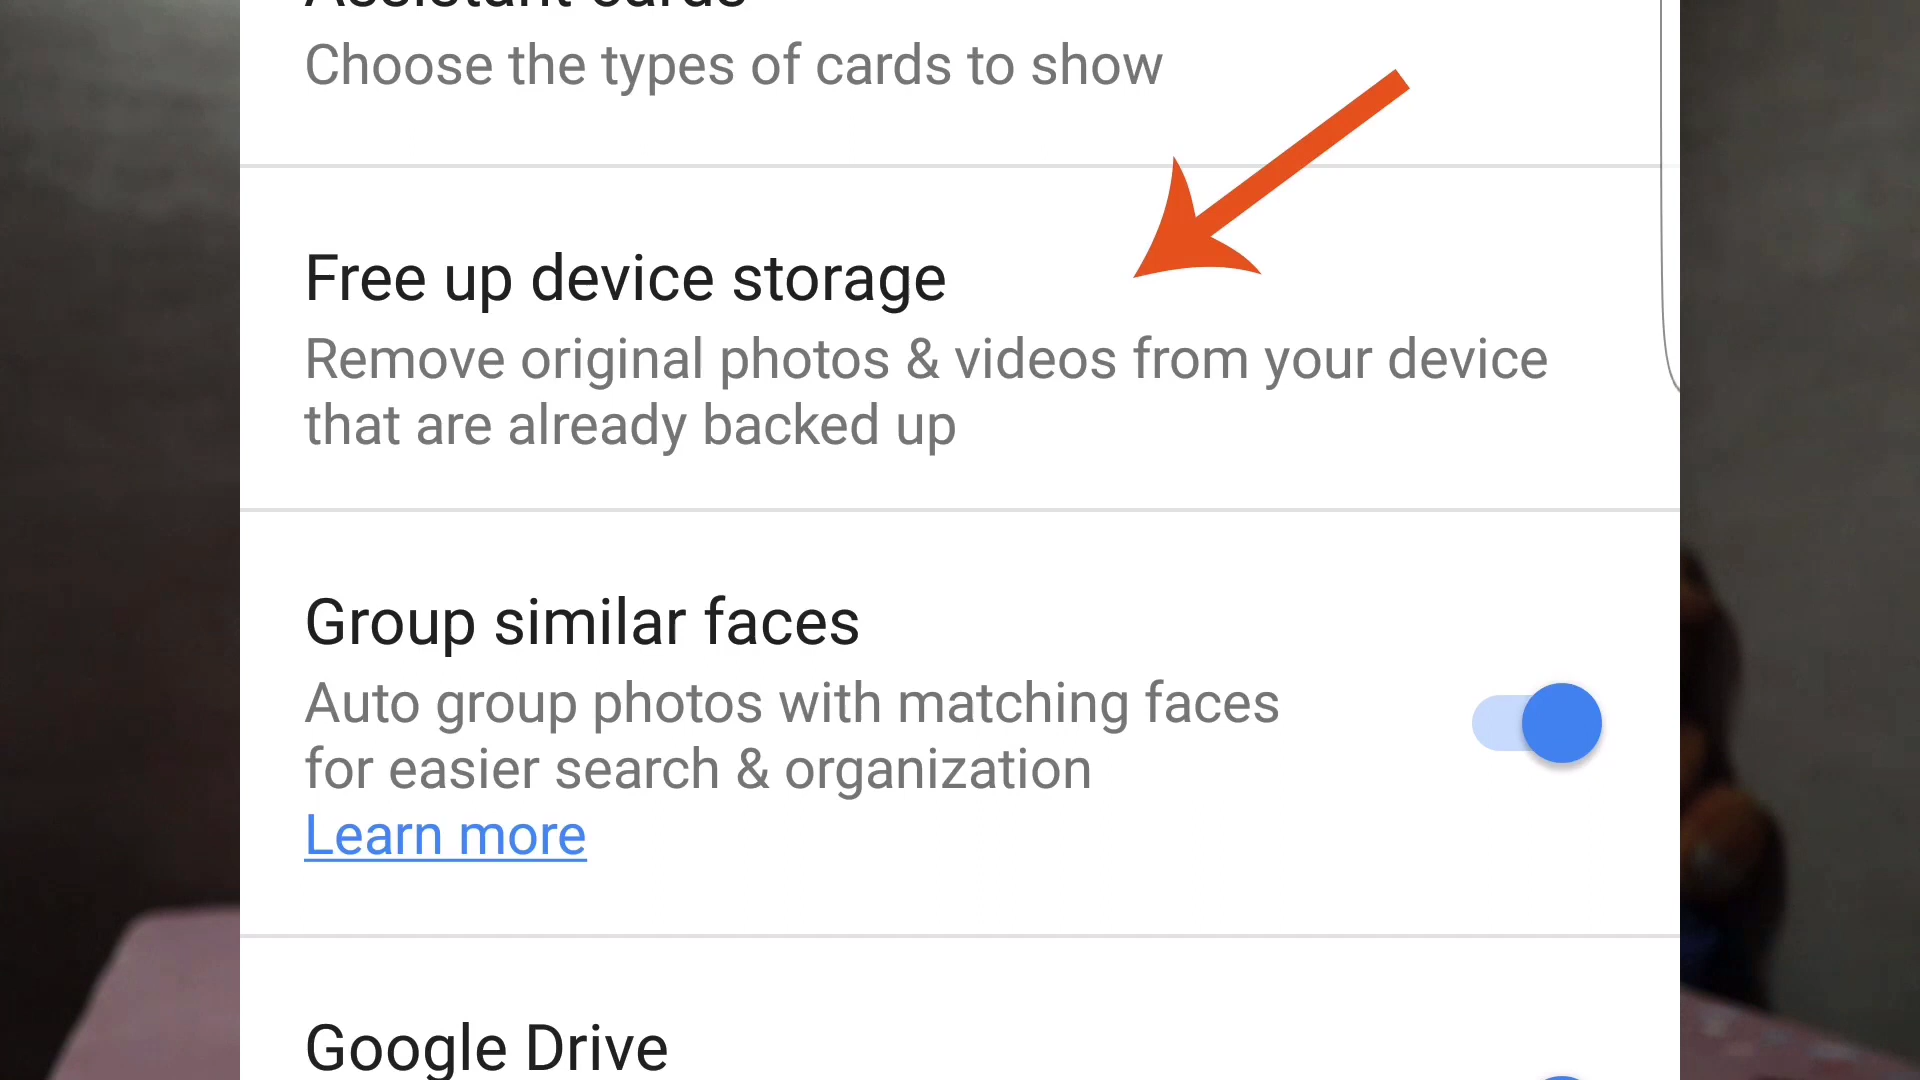 Assistant cards
Choose the types of cards to show
Free up device storage
Remove original photos & videos from your device
that are already backed up
Group similar faces
Auto group photos with matching faces
for easier search & organization
Learn more
Google Drive